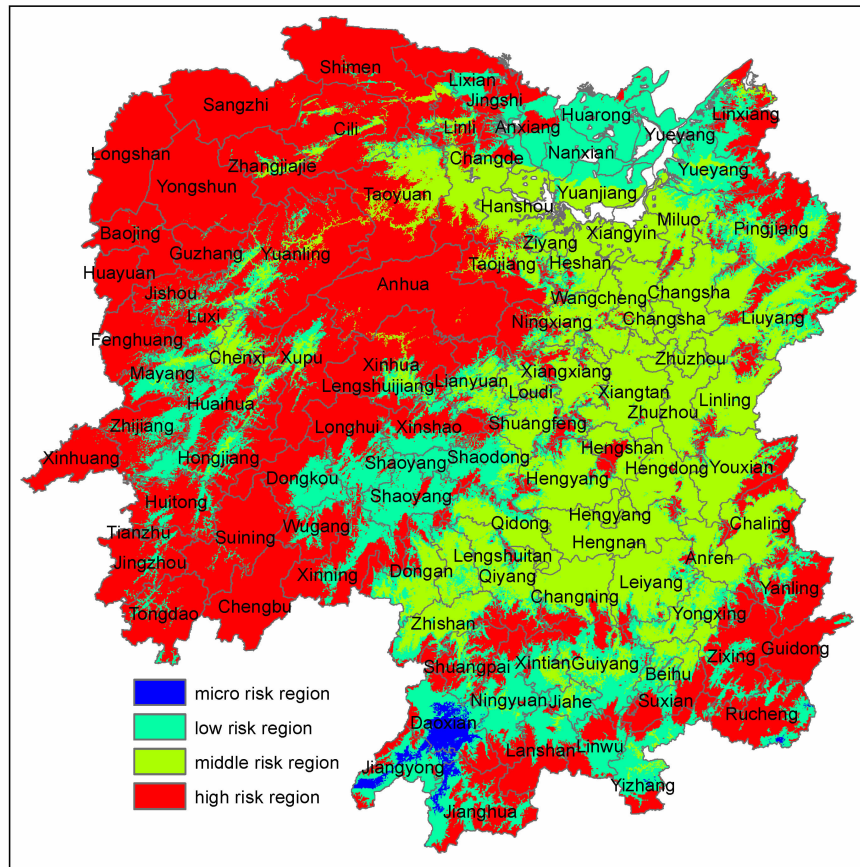 Shimen
Lixian
Sangzhi
Jingshi
Linxiang
Huarong
Cili
Linli
Anxiang
Yueyang
Longshan
Nanxian
Zhangjiajie
Changde
Yueyang
Yongshun
Taoyuan
Yuanjiang
Hanshou
Miluo
Baojing
Xiangyin
Pingjiang
Guzhang
Yuanling
Ziyang
Huayuan
Taojiang
Heshan
Anhua
Jishou
Wangcheng
Changsha
Luxi
Ningxiang
Changsha
Liuyang
Fenghuang
Chenxi
Xupu
Xinhua
Zhuzhou
Mayang
Lengshuijiang
Lianyuan
Xiangxiang
Loudi
Xiangtan
Linling
Huaihua
Zhuzhou
Zhijiang
Longhui
Xinshao
Shuangfeng
Hengshan
Xinhuang
Hongjiang
Shaoyang
Shaodong
Hengdong
Youxian
Dongkou
Hengyang
Huitong
Shaoyang
Tianzhu
Suining
Wugang
Qidong
Hengyang
Chaling
Jingzhou
Lengshuitan
Hengnan
Anren
Xinning
Dongan
Qiyang
Leiyang
Yanling
Tongdao
Chengbu
Changning
Zhishan
Yongxing
Shuangpai
Xintian
Guiyang
Zixing
Guidong
Beihu
micro risk region
Ningyuan
Jiahe
Suxian
Rucheng
low risk region
Daoxian
Lanshan
Linwu
middle risk region
Jiangyong
Yizhang
high risk region
Jianghua